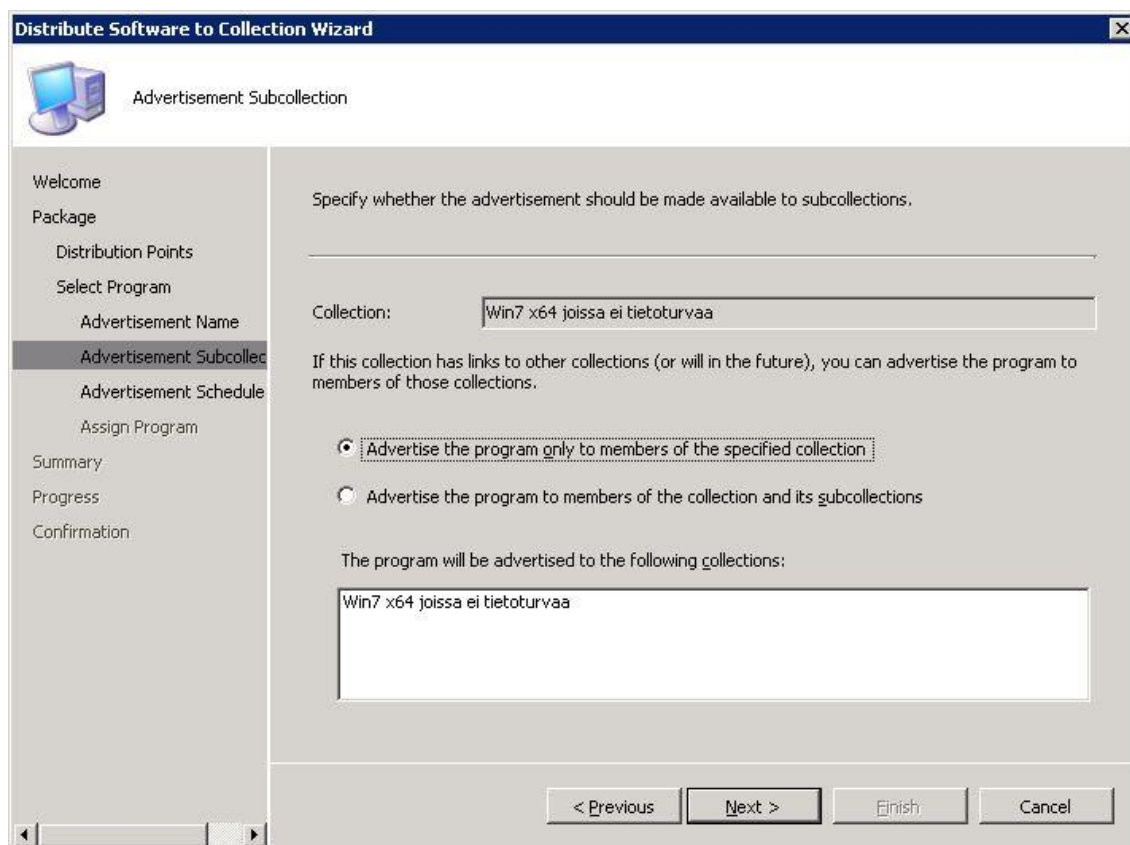 Distribute Software to Collection Wizard
Advertisement Subcollection
Welcome
Package
Distribution Points
Select Program
Advertisement Name
Advertisement Subcollec
Advertisement Schedule
Assign Program
Summary
Progress
Confirmation
Specify whether the advertisement should be made available to subcollections.
Collection: Win7 x64 joissa ei tietoturvaa
If this collection has links to other collections (or will in the future), you can advertise the program to
members of those collections.
Advertise the program only to members of the specified collection
Advertise the program to members of the collection and its subcollections
The program will be advertised to the following collections:
Win7 x64 joissa ei tietoturvaa
< Previous Next > Finish Cancel